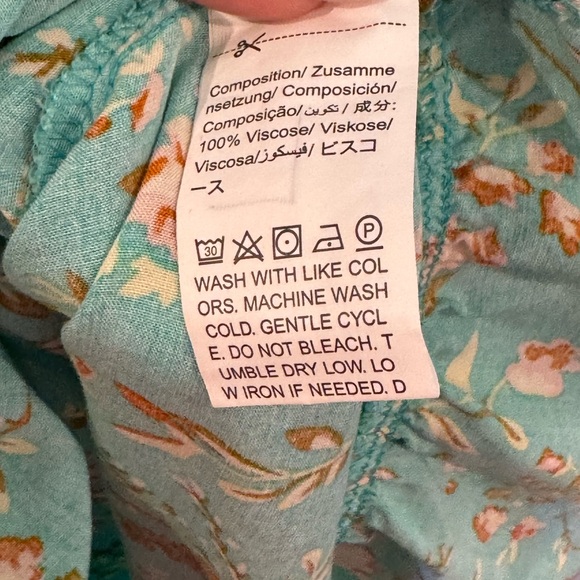 Composition/ Zusamme
nsetzung/ Composición/
Composição/تكوين / 成分:
100% Viscose/ Viskose/
Viscosa/فيسكوز/ ビスコ
ース
30 P
WASH WITH LIKE COL
ORS. MACHINE WASH
COLD. GENTLE CYCL
E. DO NOT BLEACH. T
UMBLE DRY LOW. LO
W IRON IF NEEDED. D